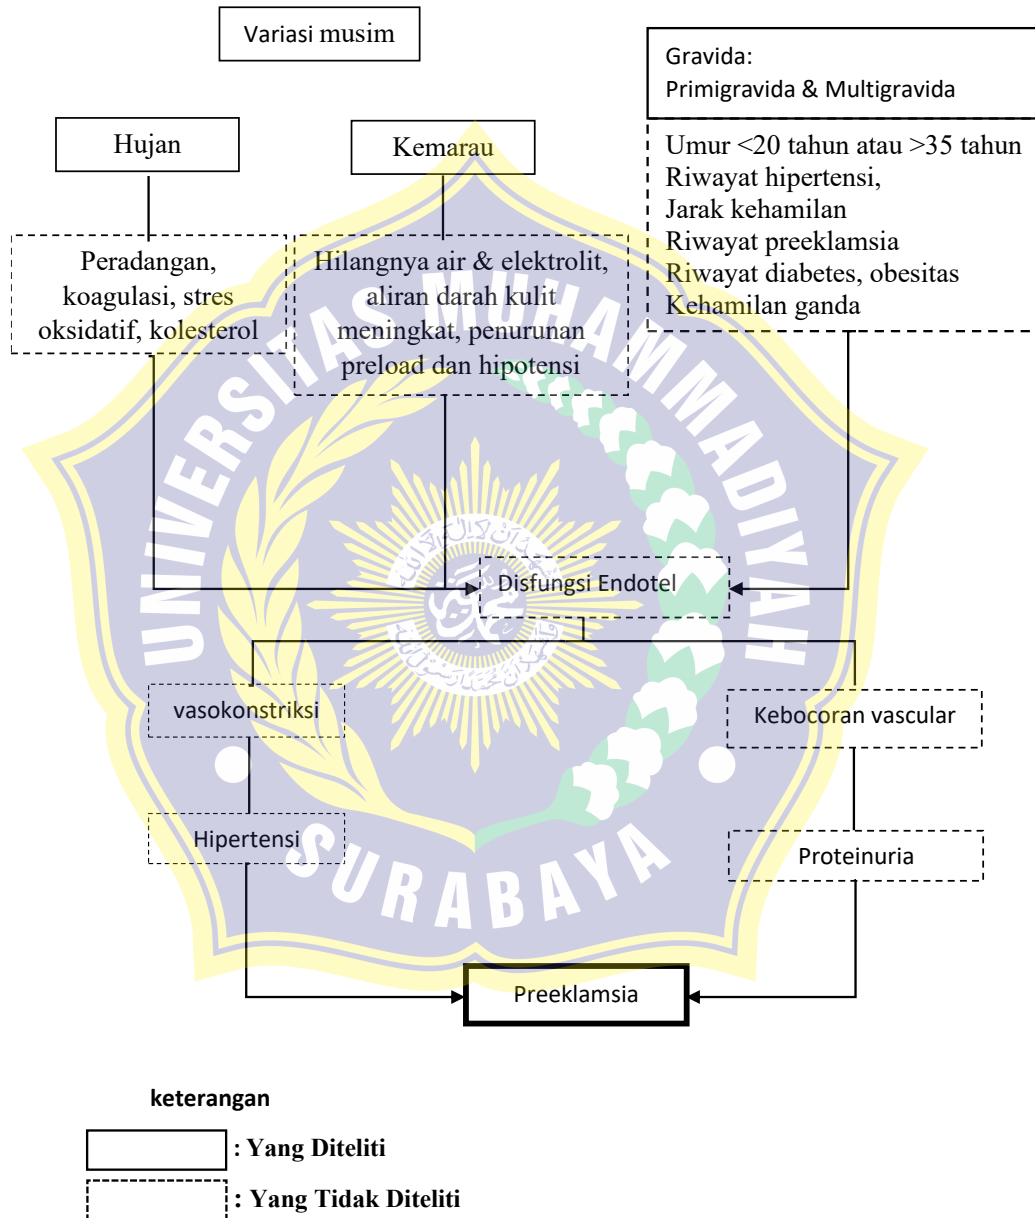 Variasi musim
Gravida:
Primigravida & Multigravida
Hujan
Kemarau
Umur <20 tahun atau >35 tahun
Riwayat hipertensi,
Jarak kehamilan
Riwayat preeklamsia
Riwayat diabetes, obesitas
Kehamilan ganda
Peradangan,
koagulasi, stres
oksidatif, kolesterol
Hilangnya air & elektrolit,
aliran darah kulit
meningkat, penurunan
preload dan hipotensi
UNIVERSITAS MUHAMMADIYAH
SURABAYA
Disfungsi Endotel
vasokonstriksi
Kebocoran vascular
Hipertensi
Proteinuria
Preeklamsia
keterangan
: Yang Diteliti
: Yang Tidak Diteliti